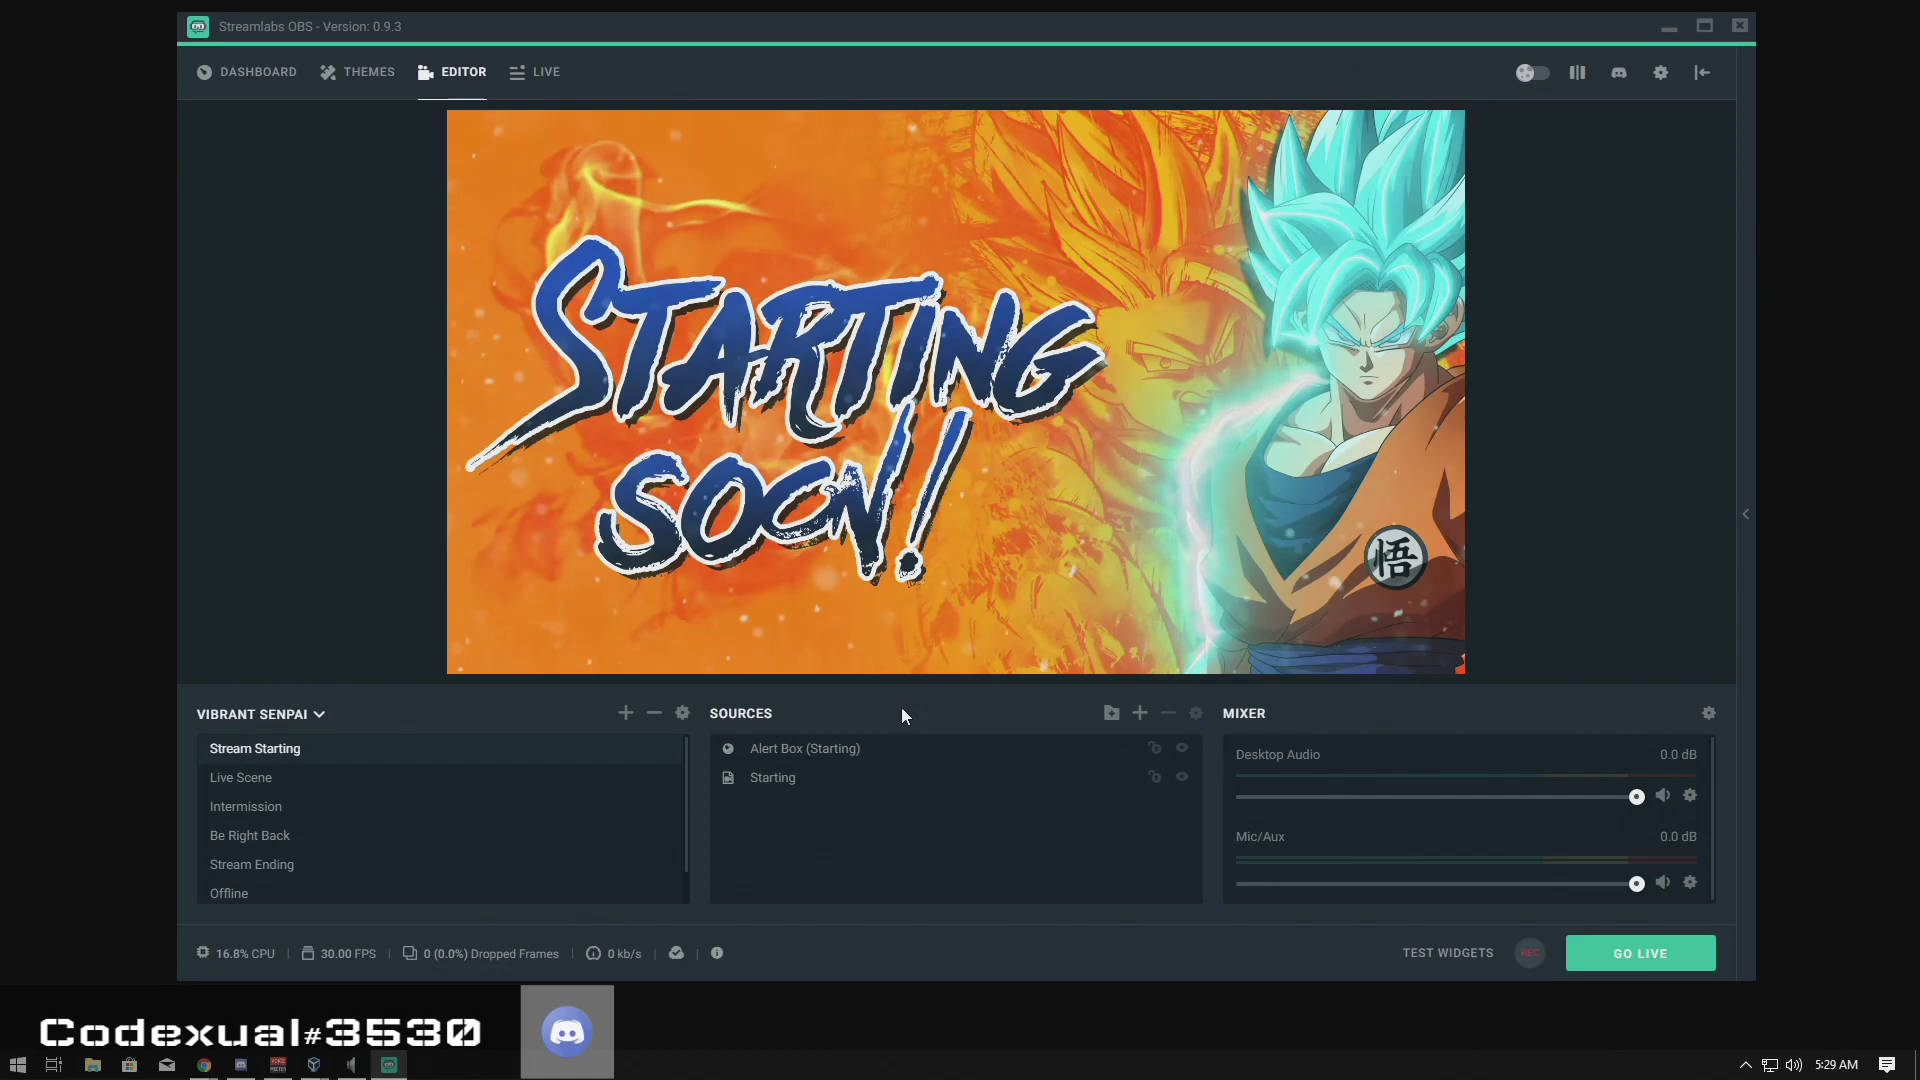 Streamlabs OBS - Version: 0.9.3
DASHBOARD THEMES EDITOR LIVE
STARTING
SOON!
悟
VIBRANT SENPAI
Stream Starting
Live Scene
Intermission
Be Right Back
Stream Ending
Offline
SOURCES
Alert Box (Starting)
Starting
MIXER
Desktop Audio 0.0 dB
Mic/Aux 0.0 dB
16.8% CPU | 30.00 FPS | 0 (0.0%) Dropped Frames | 0 kb/s | |
TEST WIDGETS REC GO LIVE
Codexual#3530
5:29 AM